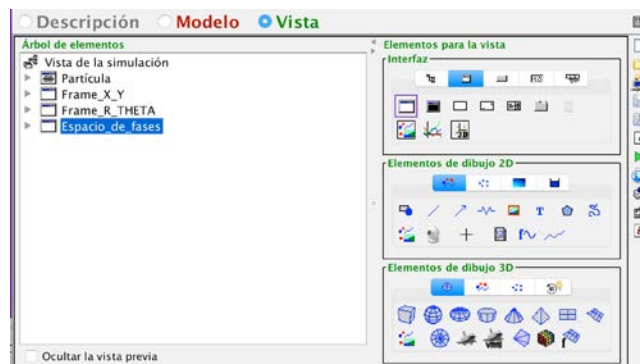 Descripción Modelo Vista
Árbol de elementos
Vista de la simulación
Partícula
Frame_X_Y
Frame_R_THETA
Espacio_de_fases
Ocultar la vista previa
Elementos para la vista
Interfaz
Elementos de dibujo 2D
T
Elementos de dibujo 3D